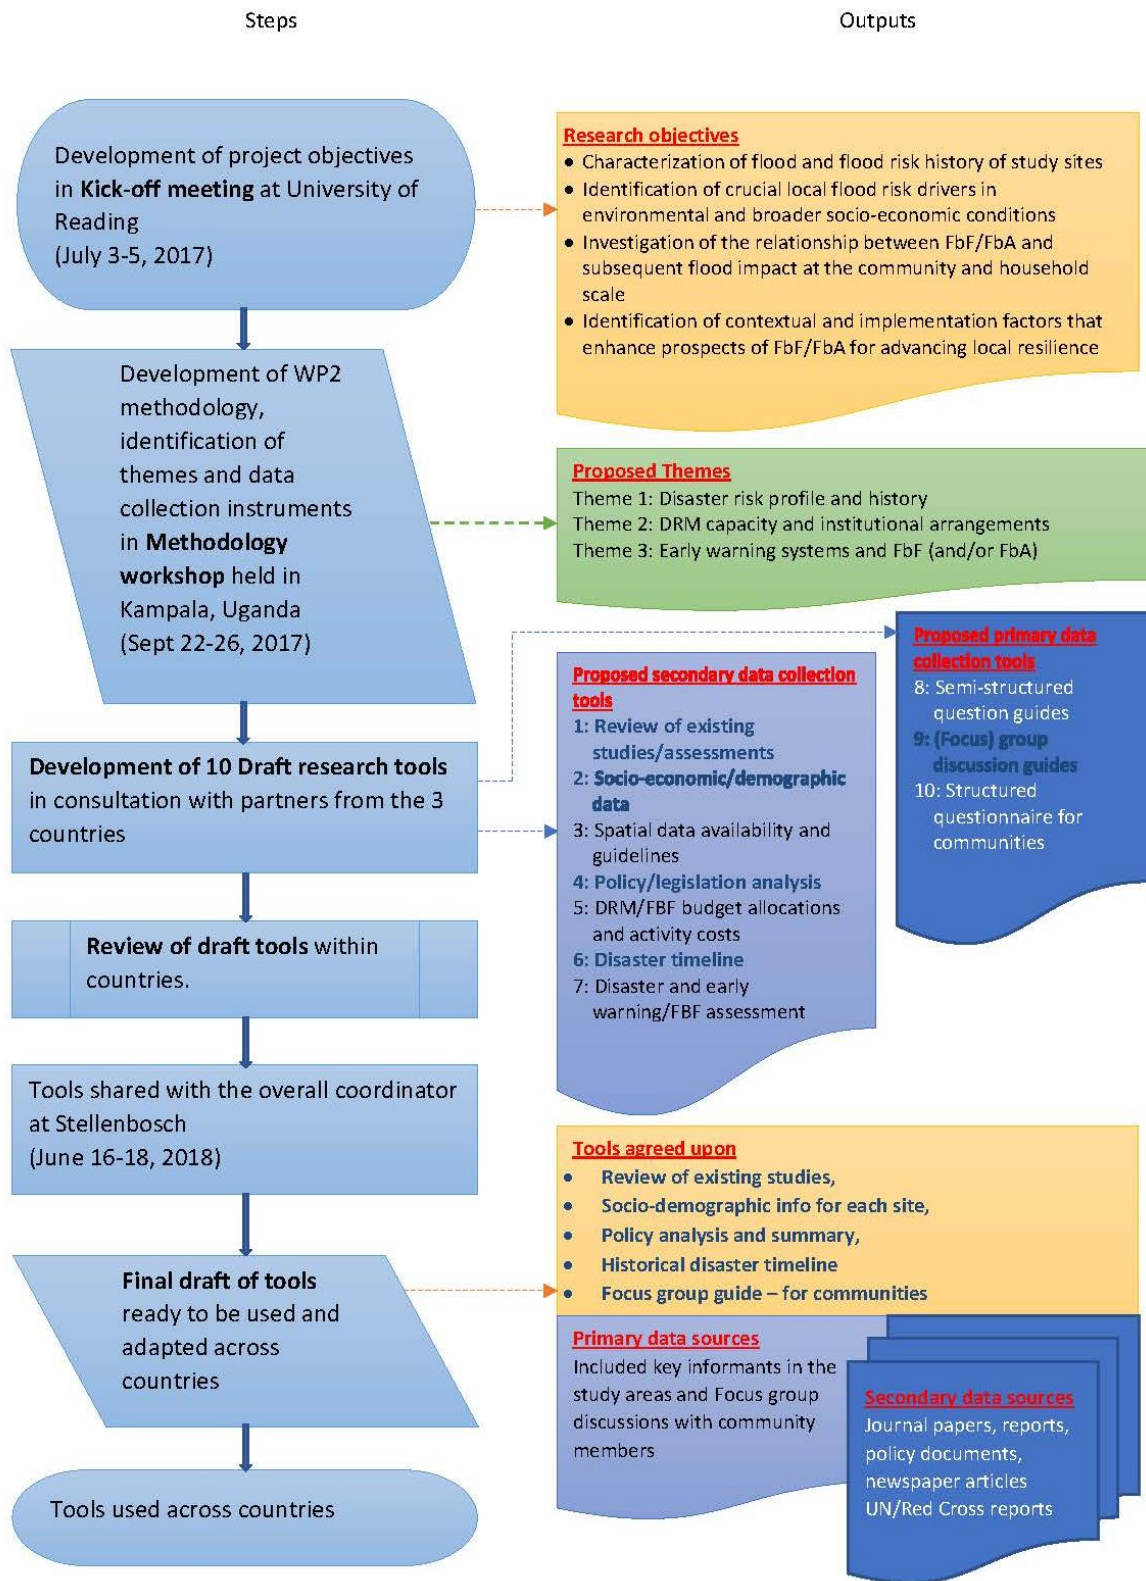 Steps
Outputs
Development of project objectives
in Kick-off meeting at University of
Reading
(July 3-5, 2017)
Research objectives
● Characterization of flood and flood risk history of study sites
● Identification of crucial local flood risk drivers in
environmental and broader socio-economic conditions
● Investigation of the relationship between FbF/FbA and
subsequent flood impact at the community and household
scale
● Identification of contextual and implementation factors that
enhance prospects of FbF/FbA for advancing local resilience
Development of WP2
methodology,
identification of
themes and data
collection instruments
in Methodology
workshop held in
Kampala, Uganda
(Sept 22-26, 2017)
Proposed Themes
Theme 1: Disaster risk profile and history
Theme 2: DRM capacity and institutional arrangements
Theme 3: Early warning systems and FbF (and/or FbA)
Development of 10 Draft research tools
in consultation with partners from the 3
countries
Proposed secondary data collection
tools
1: Review of existing
studies/assessments
2: Socio-economic/demographic
data
3: Spatial data availability and
guidelines
4: Policy/legislation analysis
5: DRM/FBF budget allocations
and activity costs
6: Disaster timeline
7: Disaster and early
warning/FBF assessment
Proposed primary data
collection tools
8: Semi-structured
question guides
9: (Focus) group
discussion guides
10: Structured
questionnaire for
communities
Review of draft tools within
countries.
Tools shared with the overall coordinator
at Stellenbosch
(June 16-18, 2018)
Final draft of tools
ready to be used and
adapted across
countries
Tools agreed upon
● Review of existing studies,
● Socio-demographic info for each site,
● Policy analysis and summary,
● Historical disaster timeline
● Focus group guide – for communities
Primary data sources
Included key informants in the
study areas and Focus group
discussions with community
members
Secondary data sources
Journal papers, reports,
policy documents,
newspaper articles
UN/Red Cross reports
Tools used across countries